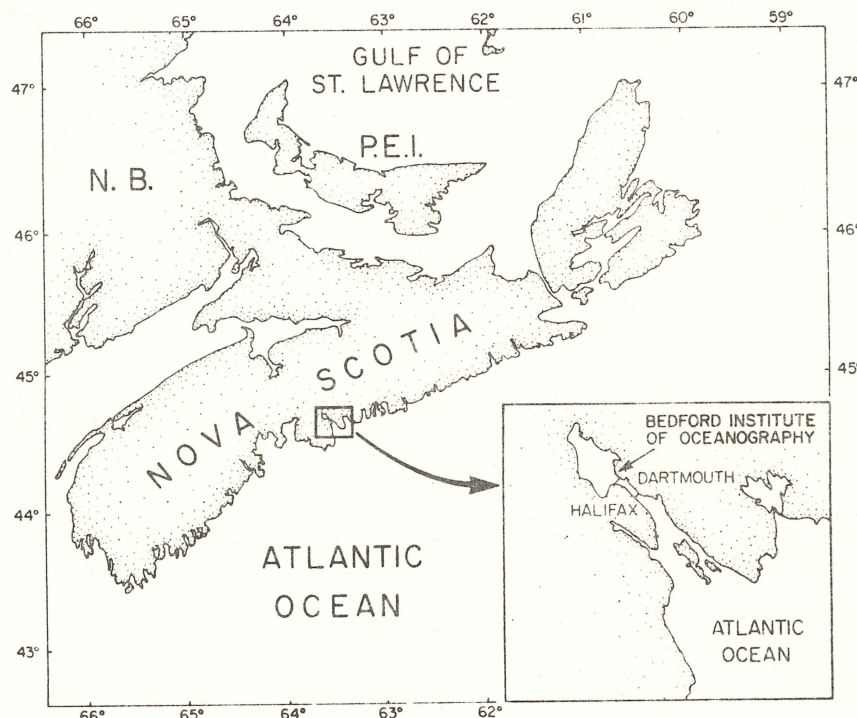 66° 65° 64° 63° 62° 61° 60° 59°
47° 47°
GULF OF
ST. LAWRENCE
P.E.I.
N. B.
46° 46°
NOVA SCOTIA
45° 45°
44°
43°
ATLANTIC
OCEAN
BEDFORD INSTITUTE
OF OCEANOGRAPHY
DARTMOUTH
HALIFAX
ATLANTIC
OCEAN
66° 65° 64° 63° 62°